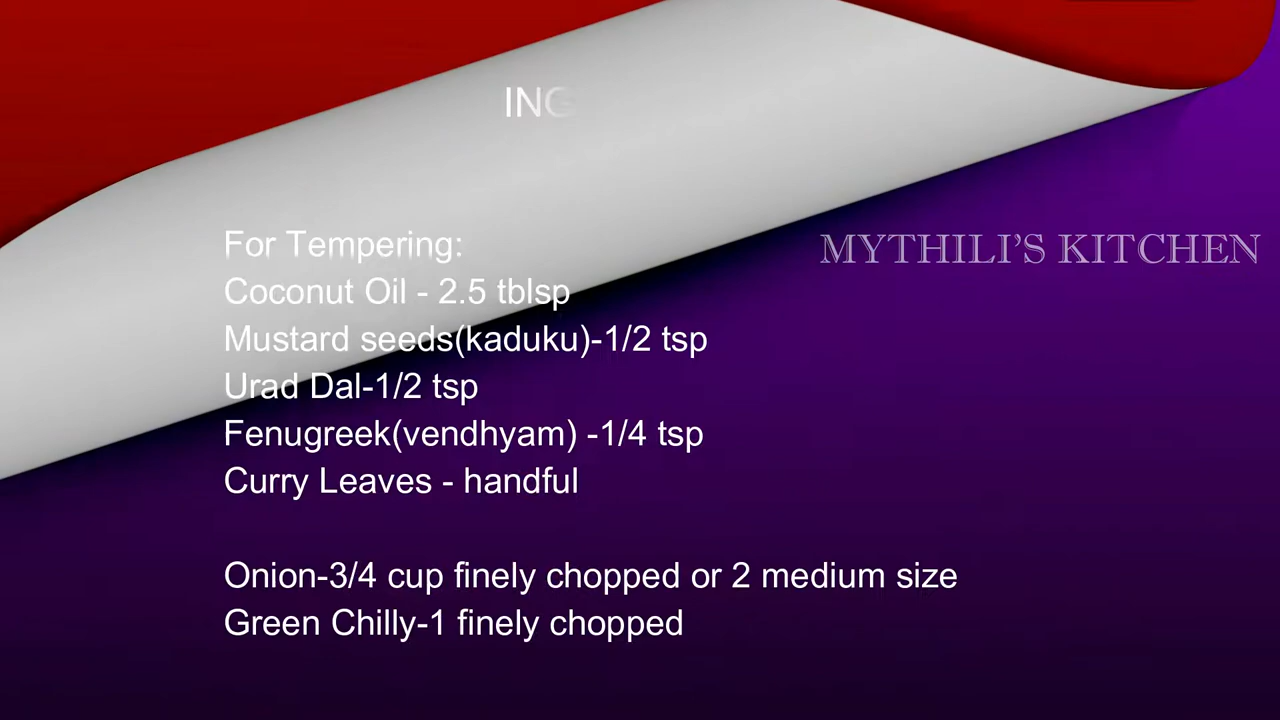 ING
For Tempering:
MYTHILI'S KITCHEN
Coconut Oil - 2.5 tblsp
Mustard seeds(kaduku)-1/2 tsp
Urad Dal-1/2 tsp
Fenugreek(vendhyam) -1/4 tsp
Curry Leaves - handful
Onion-3/4 cup finely chopped or 2 medium size
Green Chilly-1 finely chopped